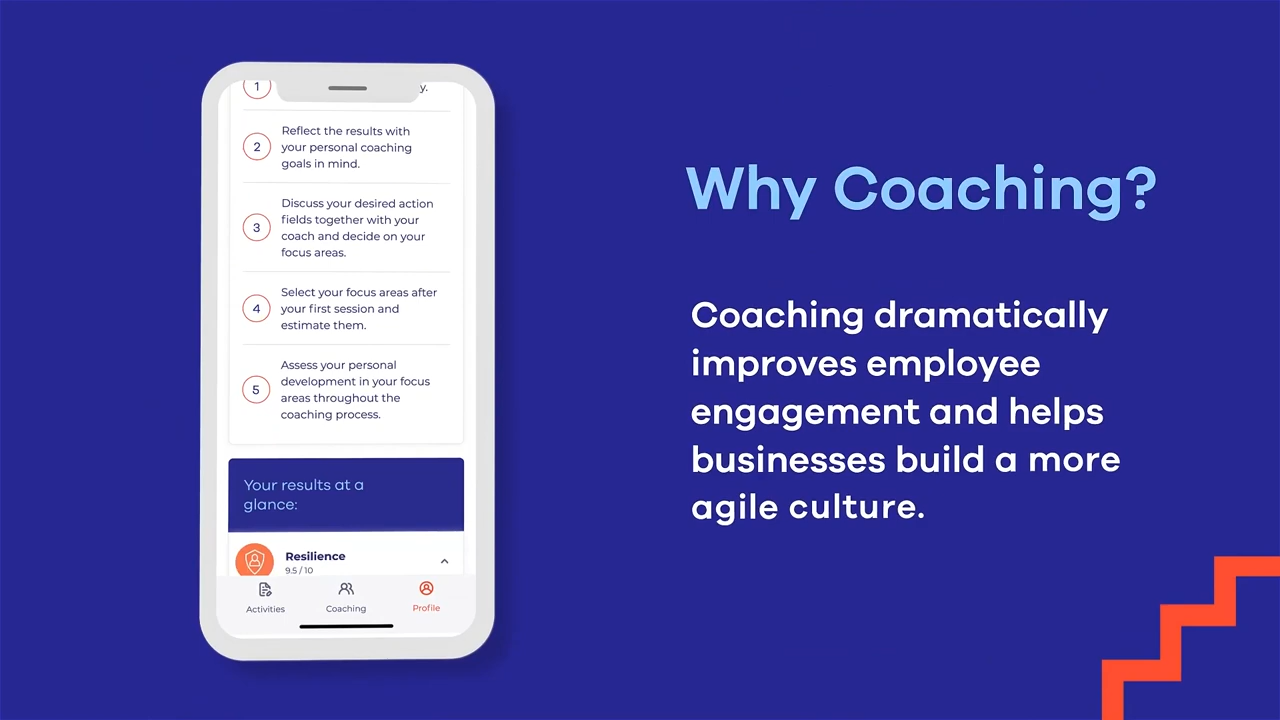 1
y.
2
Reflect the results with
your personal coaching
goals in mind.
3
Discuss your desired action
fields together with your
coach and decide on your
focus areas.
4
Select your focus areas after
your first session and
estimate them.
5
Assess your personal
development in your focus
areas throughout the
coaching process.
Your results at a
glance:
Resilience
9.5 / 10
Activities
Coaching
Profile
Why Coaching?
Coaching dramatically
improves employee
engagement and helps
businesses build a more
agile culture.